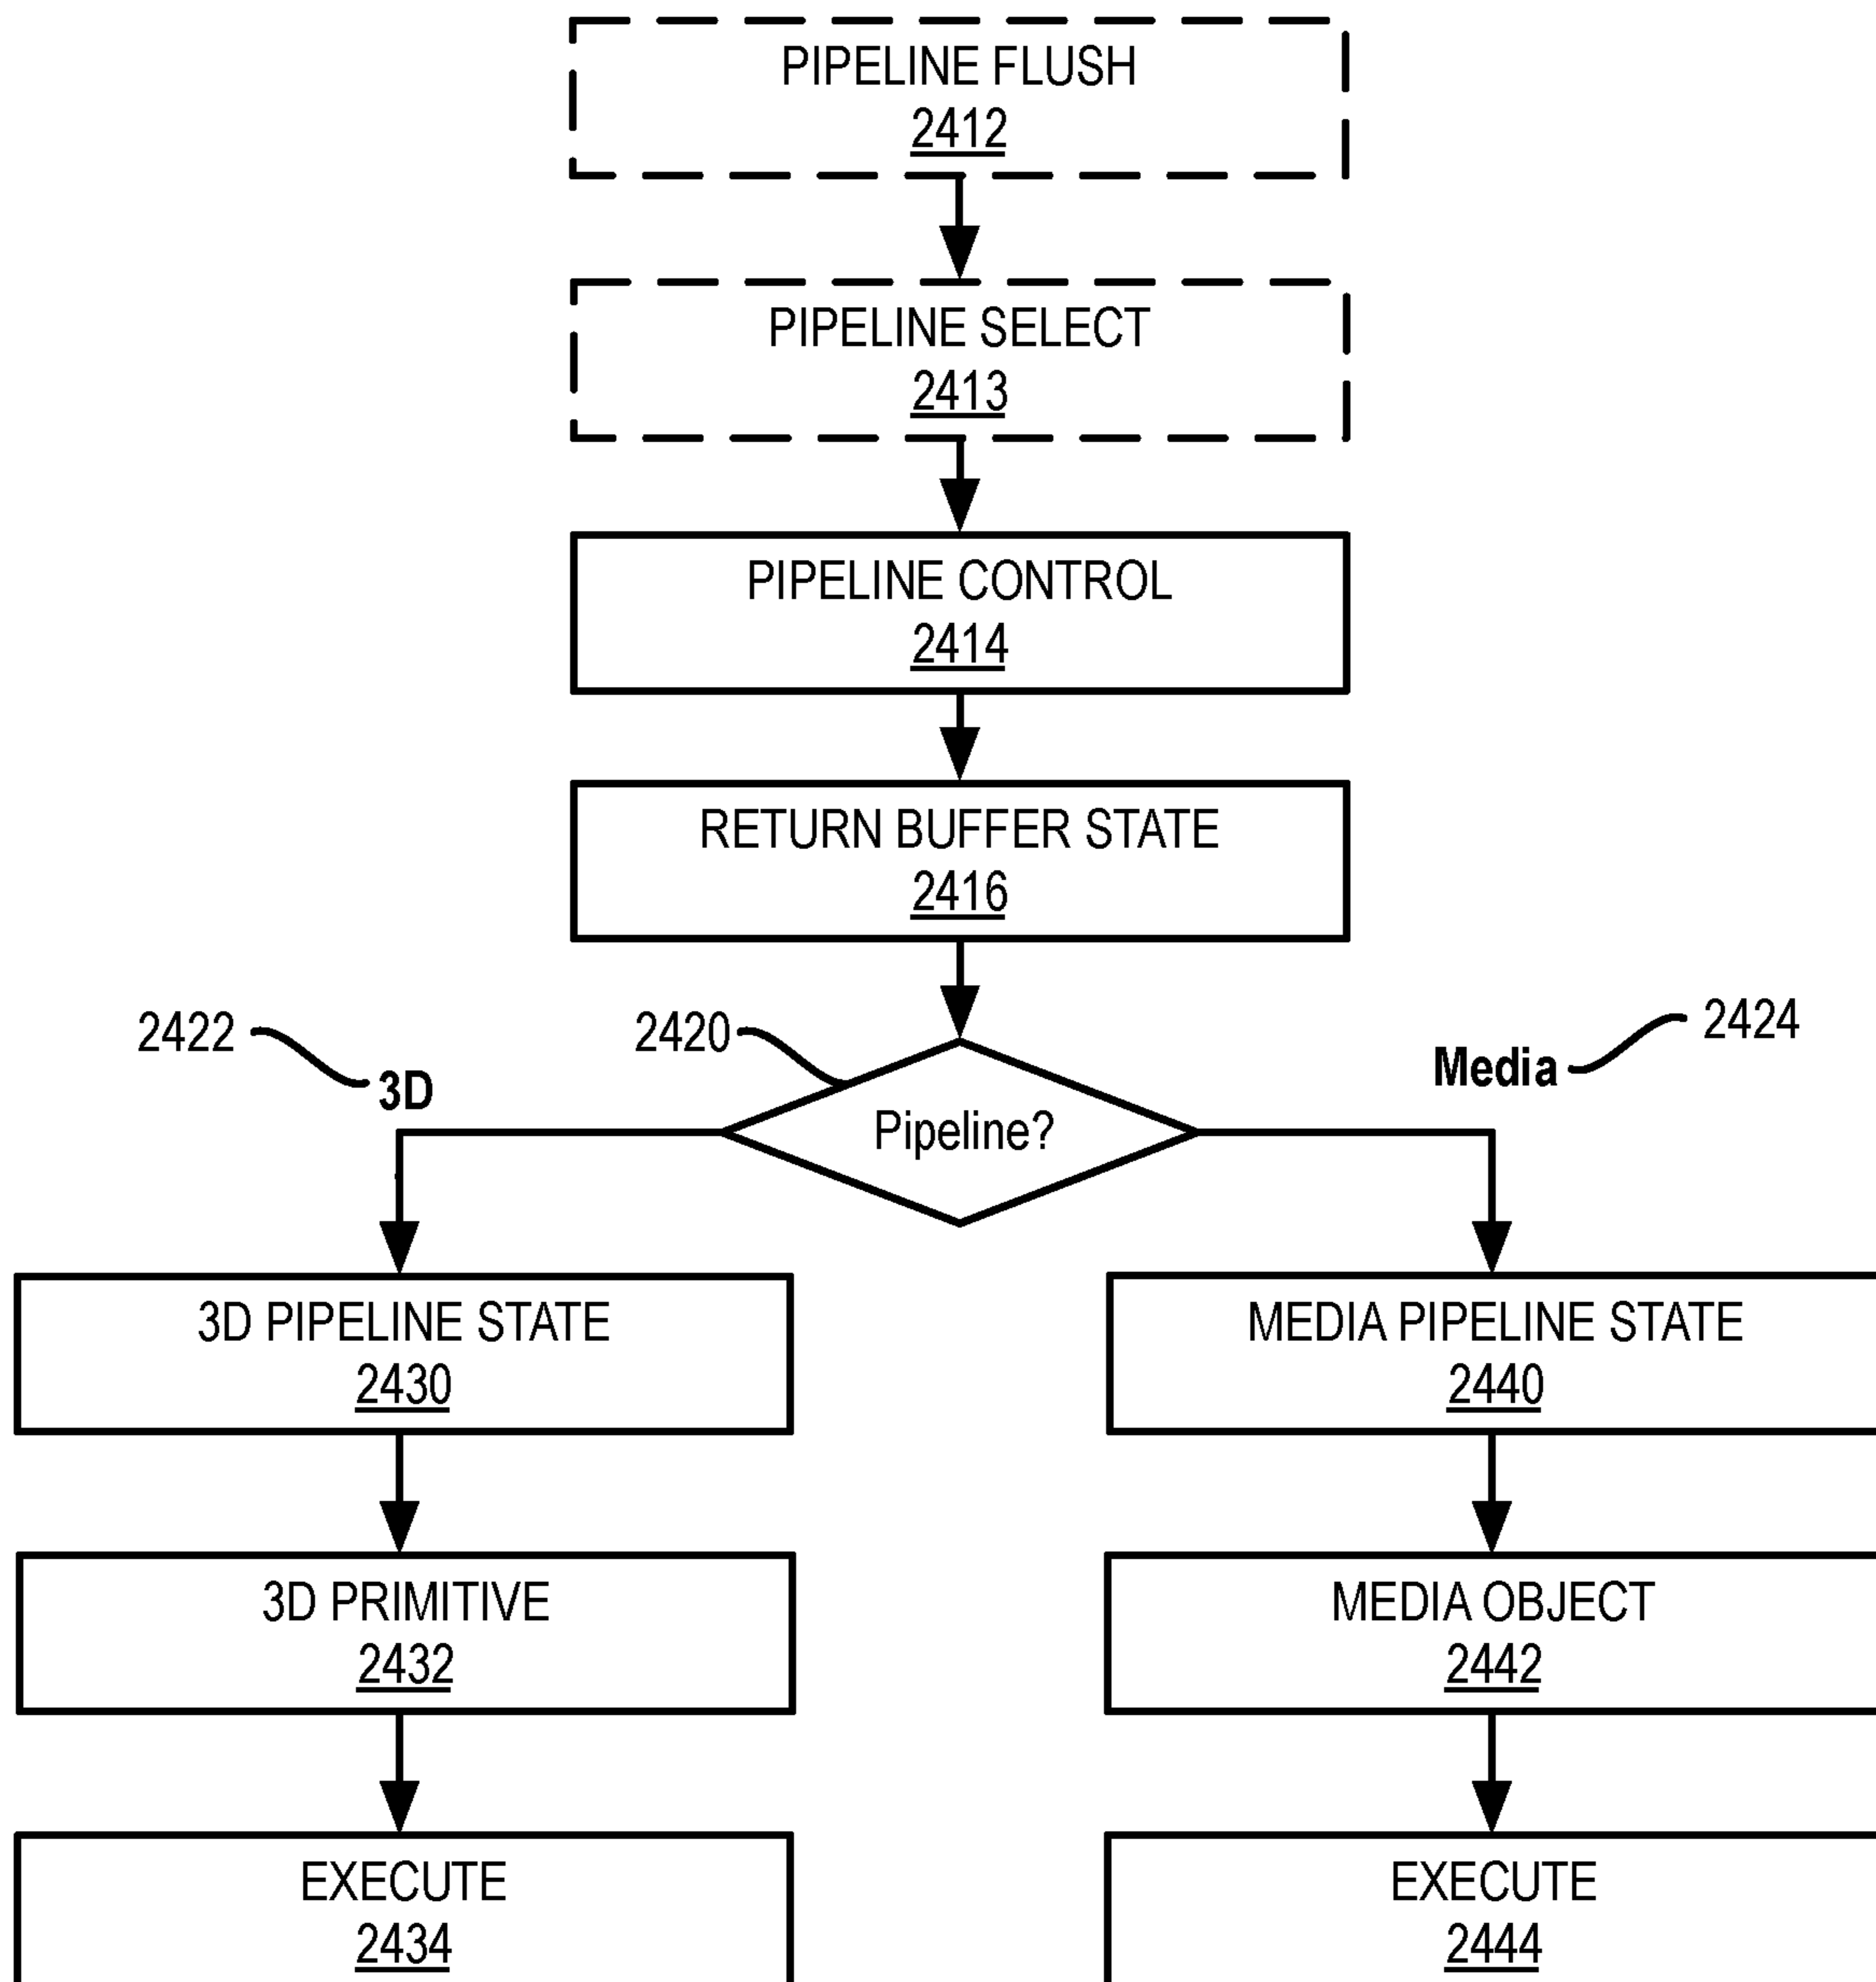 PIPELINE FLUSH
2412
PIPELINE SELECT
2413
PIPELINE CONTROL
2414
RETURN BUFFER STATE
2416
2422
2420
2424
3D
Media
Pipeline?
3D PIPELINE STATE
2430
MEDIA PIPELINE STATE
2440
3D PRIMITIVE
2432
MEDIA OBJECT
2442
EXECUTE
2434
EXECUTE
2444